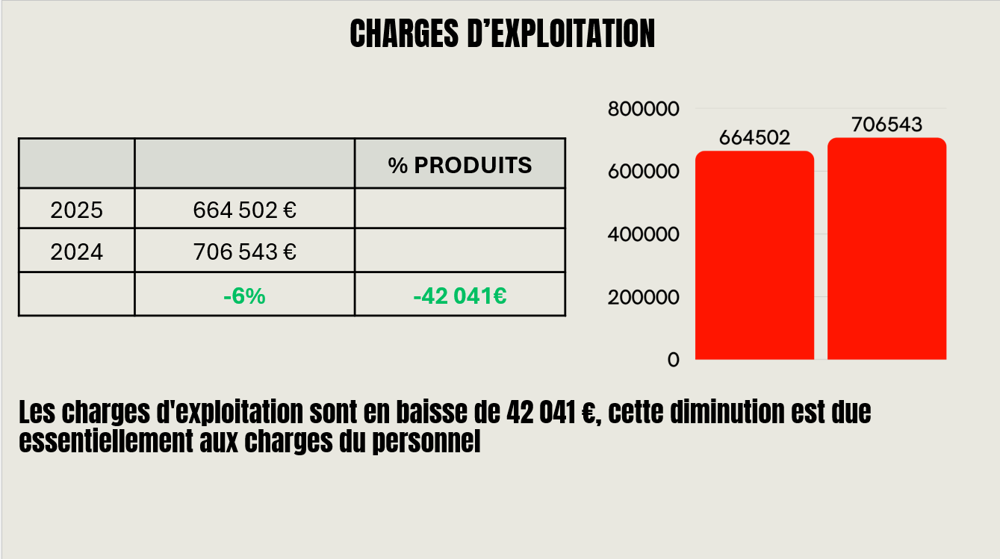 CHARGES D’EXPLOITATION
% PRODUITS
2025 664 502 €
2024 706 543 €
-6% -42 041€
800000
600000
400000
200000
0
664502
706543
Les charges d'exploitation sont en baisse de 42 041 €, cette diminution est due
essentiellement aux charges du personnel